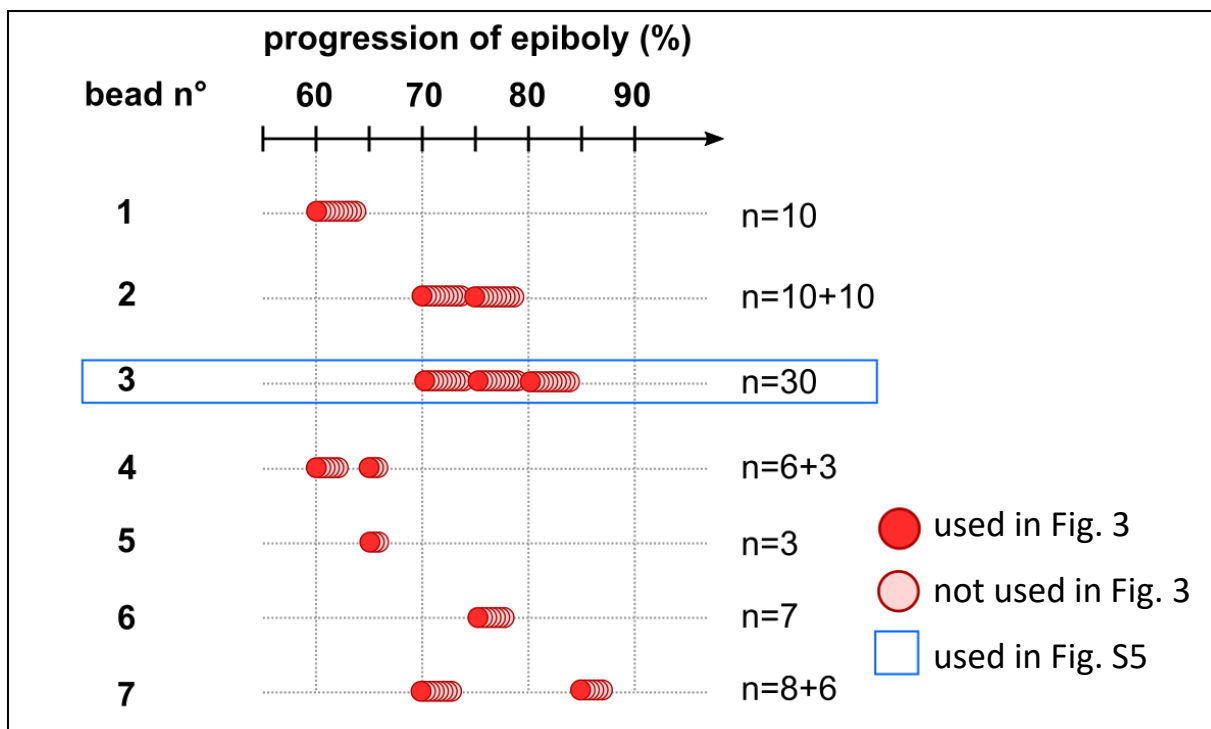 progression of epiboly (%)
bead n° 60 70 80 90
1 n=10
2 n=10+10
3 n=30
4 n=6+3
5 n=3
6 n=7
7 n=8+6
used in Fig. 3
not used in Fig. 3
used in Fig. S5